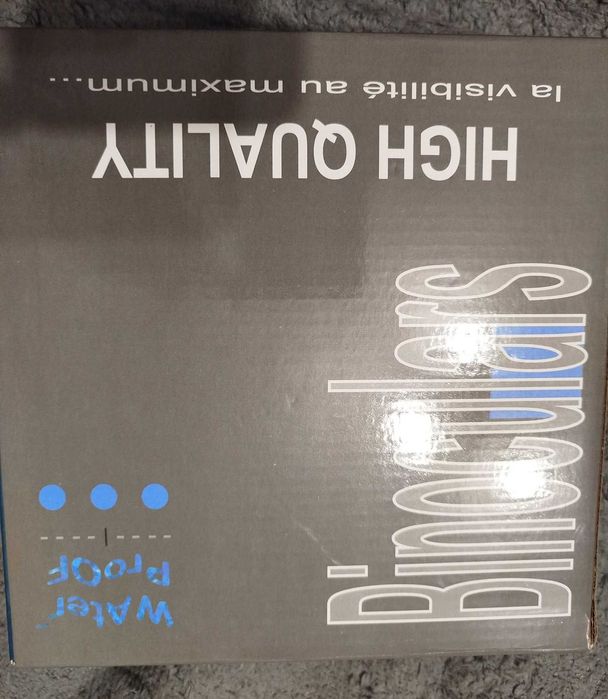 WAter
ProOF
Binoculars
HIGH QUALITY
la visibilité au maximum...